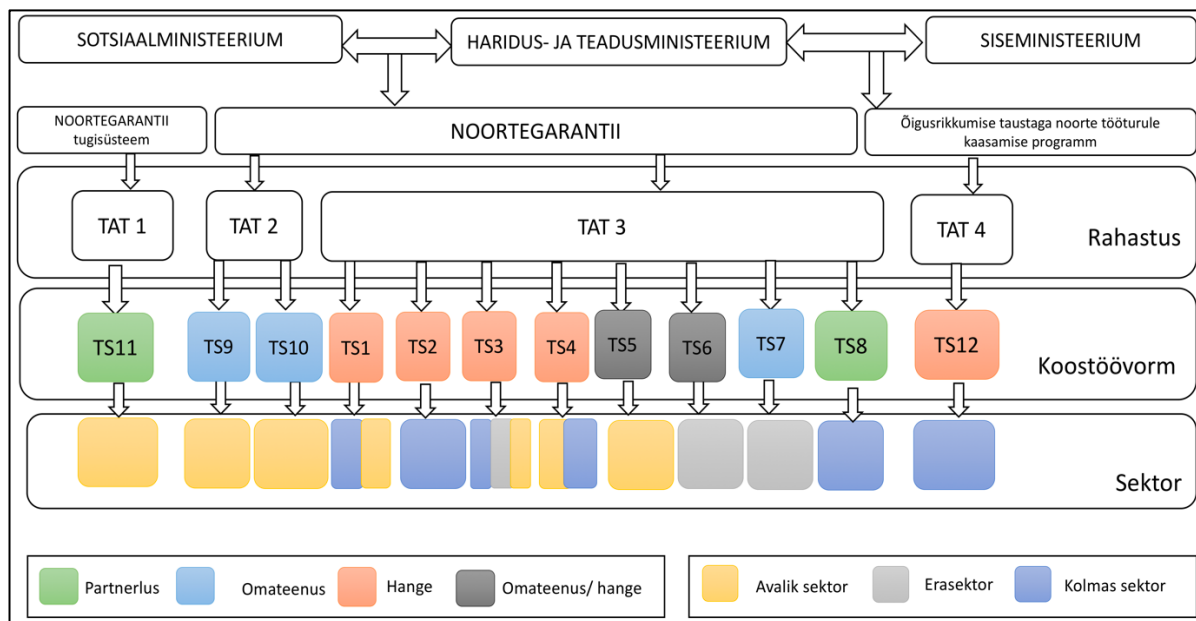 SOTSIAALMINISTEERIUM
HARIDUS- JA TEADUSMINISTEERIUM
SISEMINISTEERIUM
NOORTEGARANTII
tugisüsteem
NOORTEGARANTII
Õigusrikkumise taustaga noorte tööturule
kaasamise programm
TAT 1
TAT 2
TAT 3
TAT 4
Rahastus
TS11
TS9
TS10
TS1
TS2
TS3
TS4
TS5
TS6
TS7
TS8
TS12
Koostöövorm
Sektor
Partnerlus
Omateenus
Hange
Omateenus/ hange
Avalik sektor
Erasektor
Kolmas sektor